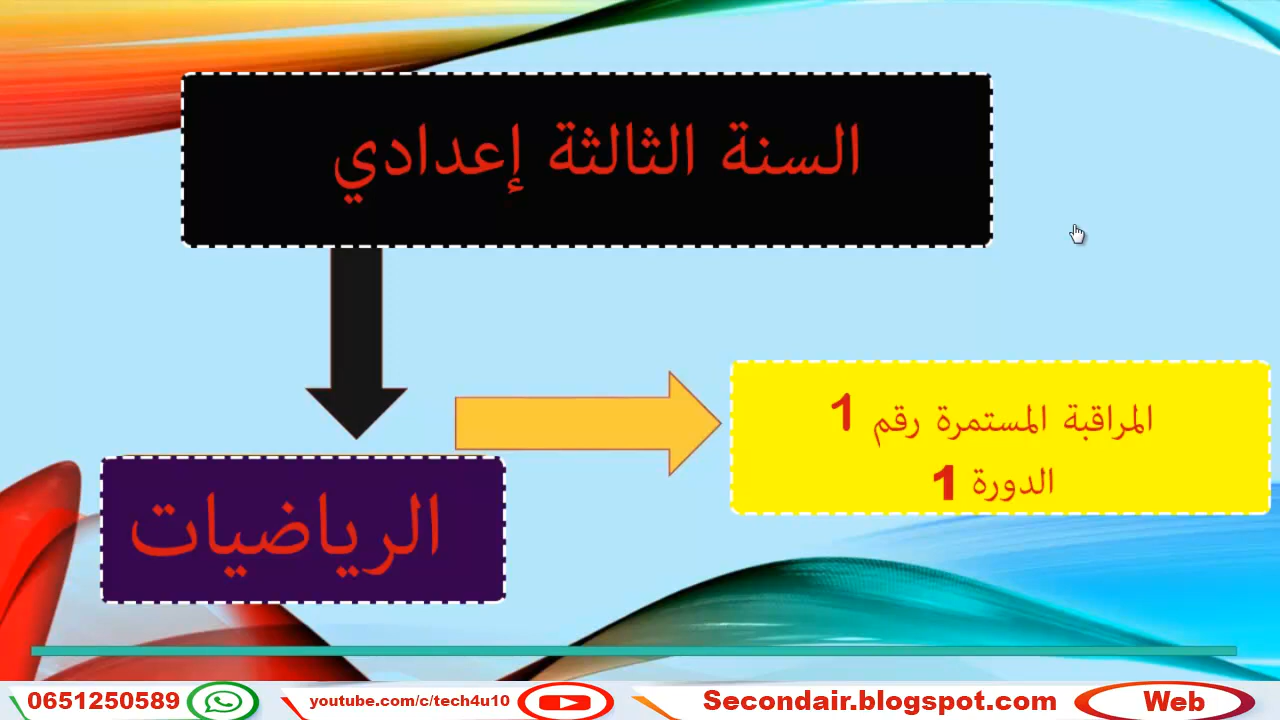 السنة الثالثة إعدادي
المراقبة المستمرة رقم 1
الدورة 1
الرياضيات
0651250589
youtube.com/c/tech4u10
Secondair.blogspot.com
Web